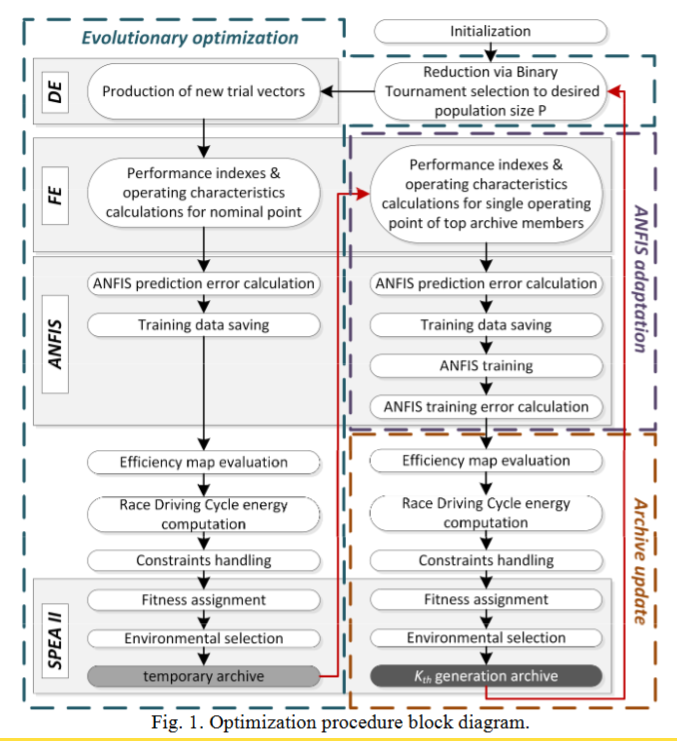 Evolutionary optimization
Initialization
DE
Production of new trial vectors
Reduction via Binary
Tournament selection to desired
population size P
FE
Performance indexes &
operating characteristics
calculations for nominal point
Performance indexes &
operating characteristics
calculations for single operating
point of top archive members
ANFIS adaptation
ANFIS
ANFIS prediction error calculation
Training data saving
ANFIS prediction error calculation
Training data saving
ANFIS training
ANFIS training error calculation
Efficiency map evaluation
Race Driving Cycle energy
computation
Constraints handling
Efficiency map evaluation
Race Driving Cycle energy
computation
Constraints handling
Archive update
SPEA II
Fitness assignment
Environmental selection
temporary archive
Fitness assignment
Environmental selection
Kth generation archive
Fig. 1. Optimization procedure block diagram.